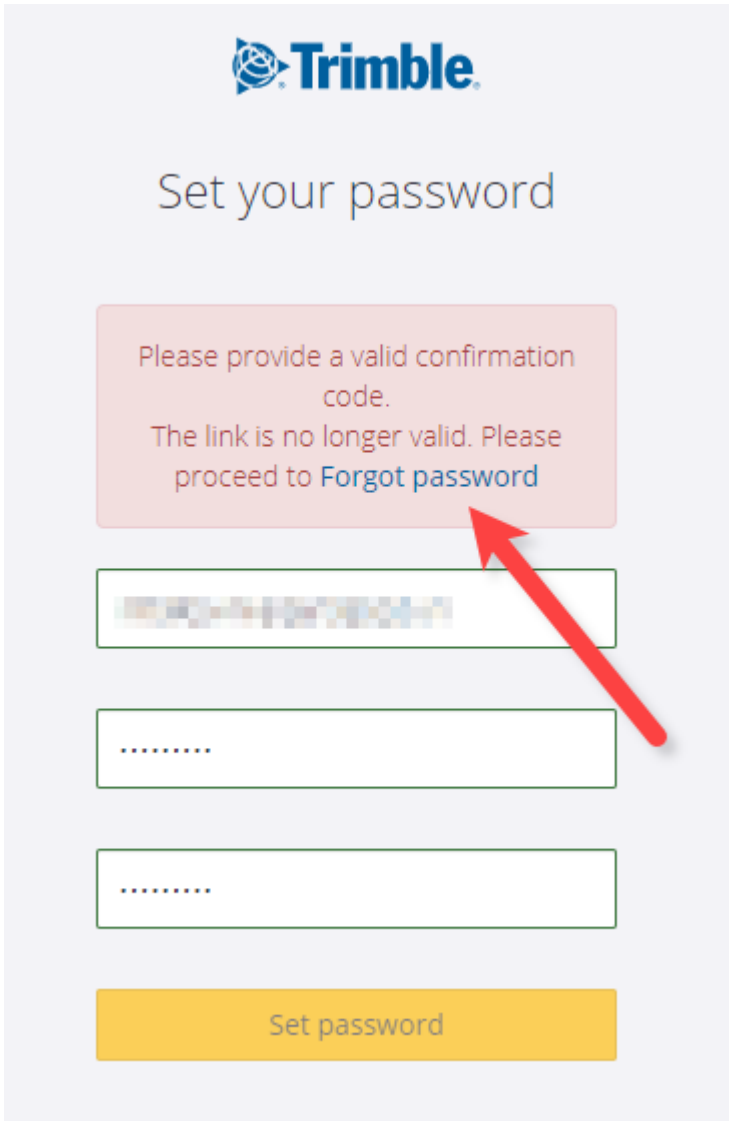 Trimble
Set your password
Please provide a valid confirmation
code.
The link is no longer valid. Please
proceed to Forgot password
.........
.........
Set password